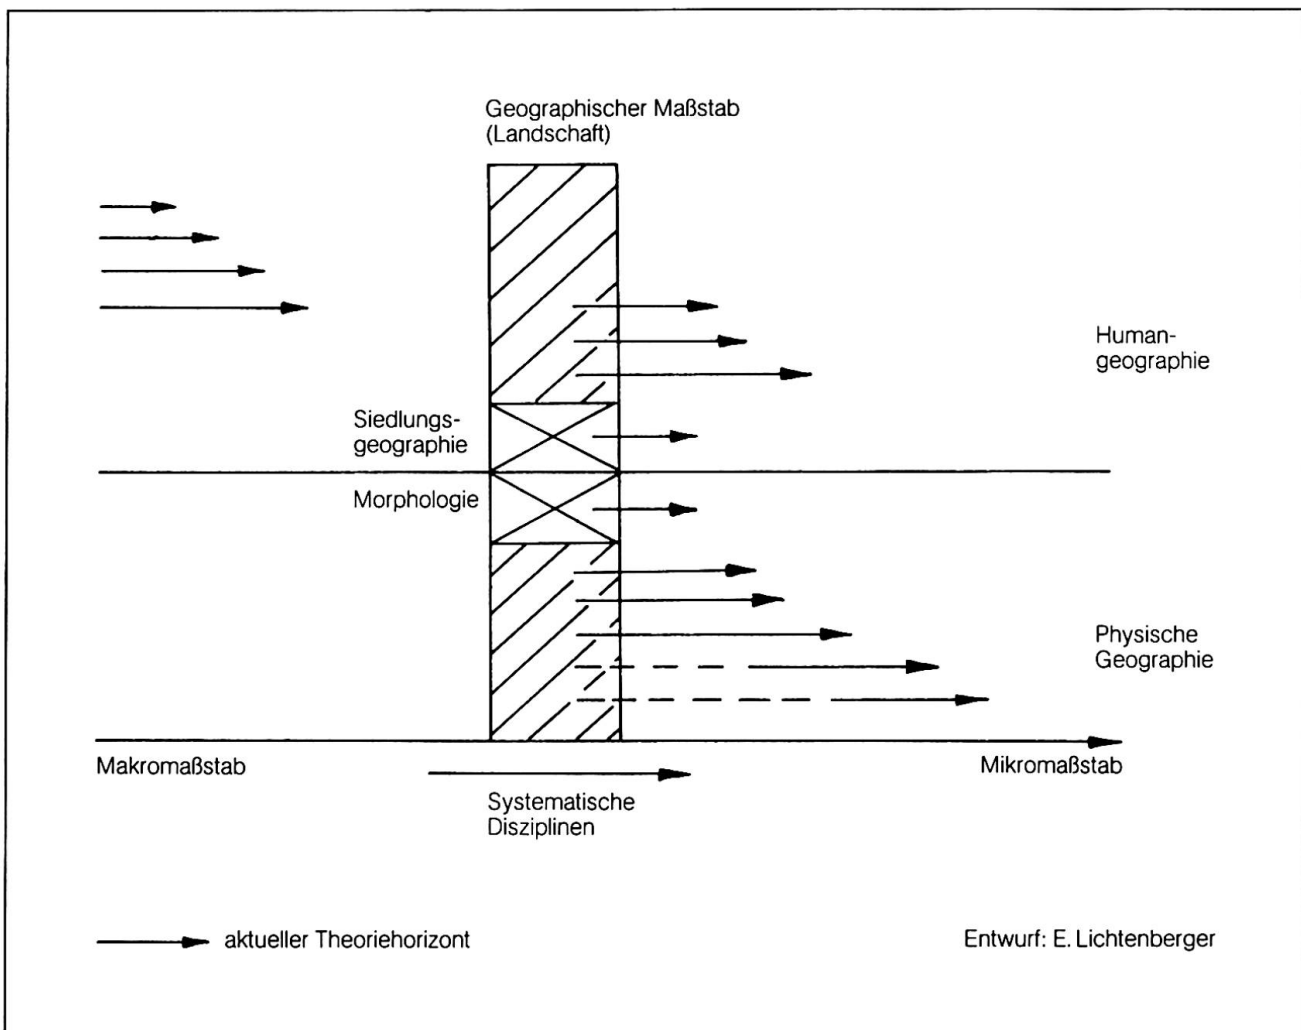 Geographischer Maßstab
(Landschaft)
Human-
geographie
Siedlungs-
geographie
Morphologie
Physische
Geographie
Makromaßstab
Mikromaßstab
Systematische
Disziplinen
aktueller Theoriehorizont
Entwurf: E. Lichtenberger